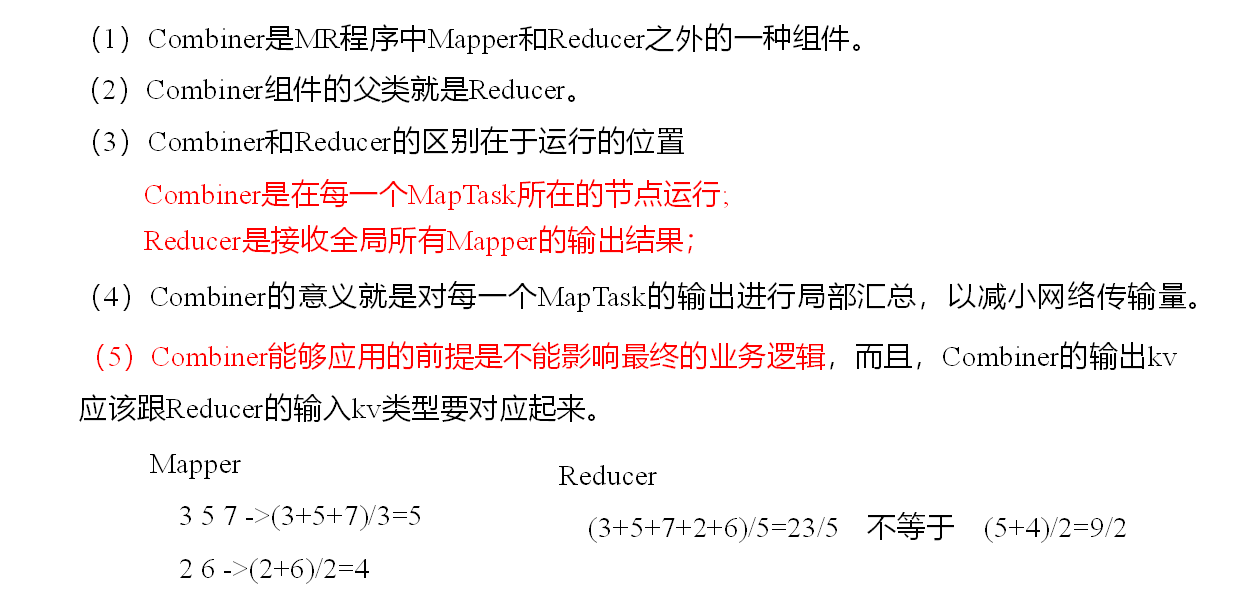 （1）Combiner是MR程序中Mapper和Reducer之外的一种组件。
（2）Combiner组件的父类就是Reducer。
（3）Combiner和Reducer的区别在于运行的位置
Combiner是在每一个MapTask所在的节点运行;
Reducer是接收全局所有Mapper的输出结果；
（4）Combiner的意义就是对每一个MapTask的输出进行局部汇总，以减小网络传输量。
（5）Combiner能够应用的前提是不能影响最终的业务逻辑，而且，Combiner的输出kv
应该跟Reducer的输入kv类型要对应起来。
Mapper
3 5 7 ->(3+5+7)/3=5
2 6 ->(2+6)/2=4
Reducer
(3+5+7+2+6)/5=23/5 不等于 (5+4)/2=9/2